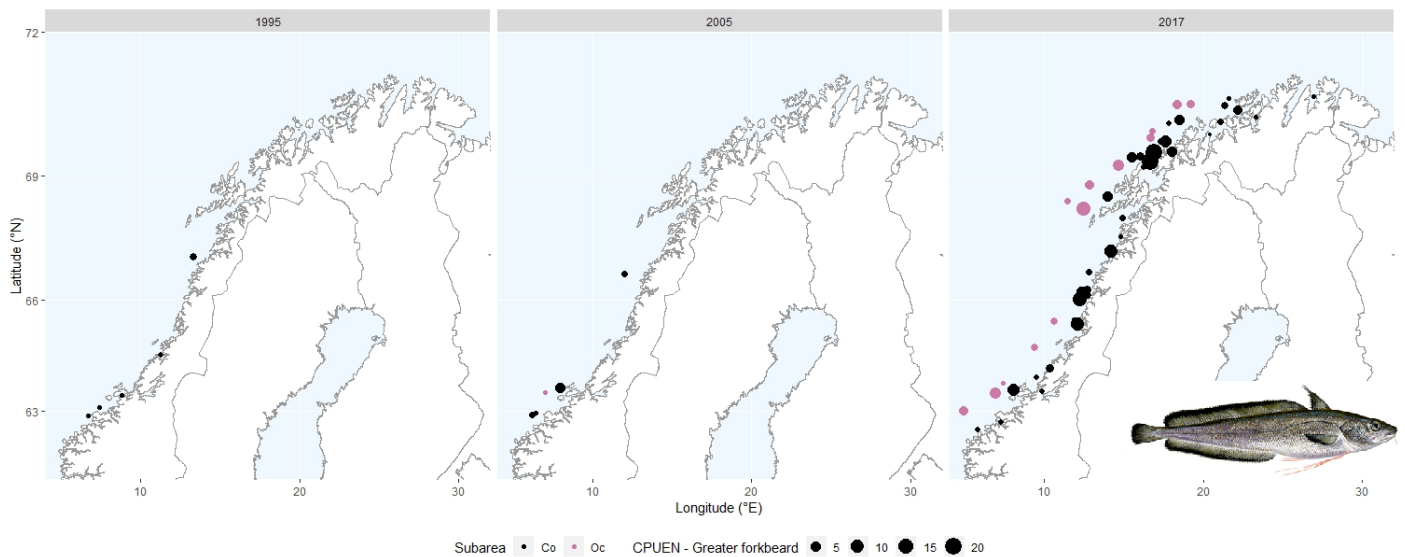 1995 2005 2017
72
69
66
63
Latitude (°N)
10 20 30 10 20 30 10 20 30
Longitude (°E)
Subarea Co Oc CPUEN - Greater forkbeard 5 10 15 20